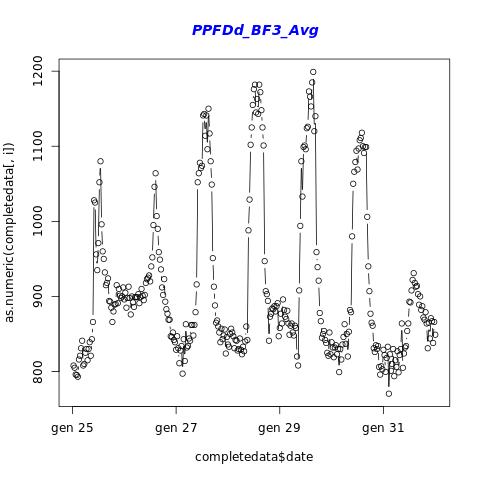 PPFDd_BF3_Avg
as.numeric(completedata[, i])
1200
1100
1000
900
800
gen 25
gen 27
gen 29
gen 31
completedata$date